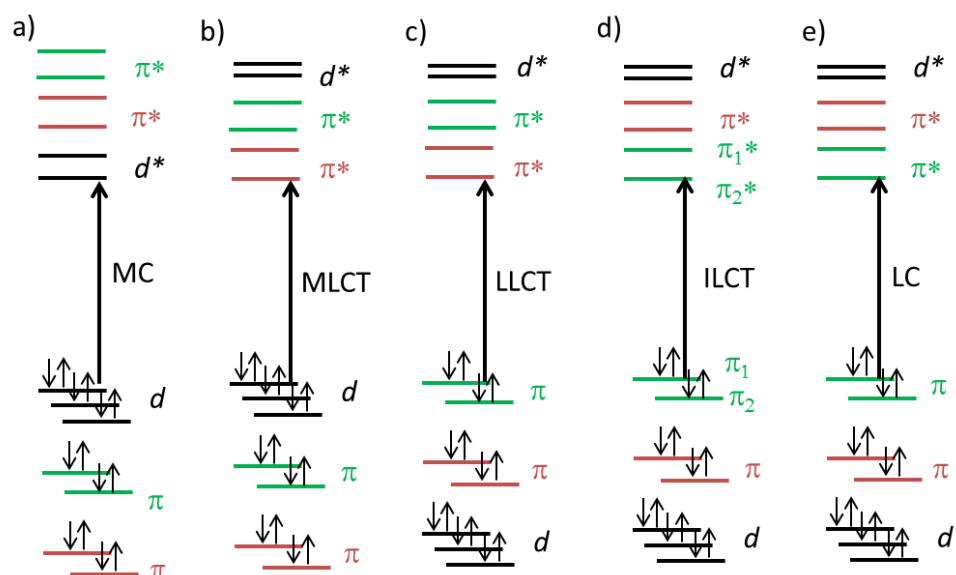 a)
π*
π*
d*
MC
d
π
π
b)
d*
π*
π*
MLCT
d
π
π
c)
d*
π*
π*
LLCT
π
π
d
d)
d*
π*
π₁*
π₂*
ILCT
π₁
π₂
π
d
e)
d*
π*
π*
LC
π
π
d